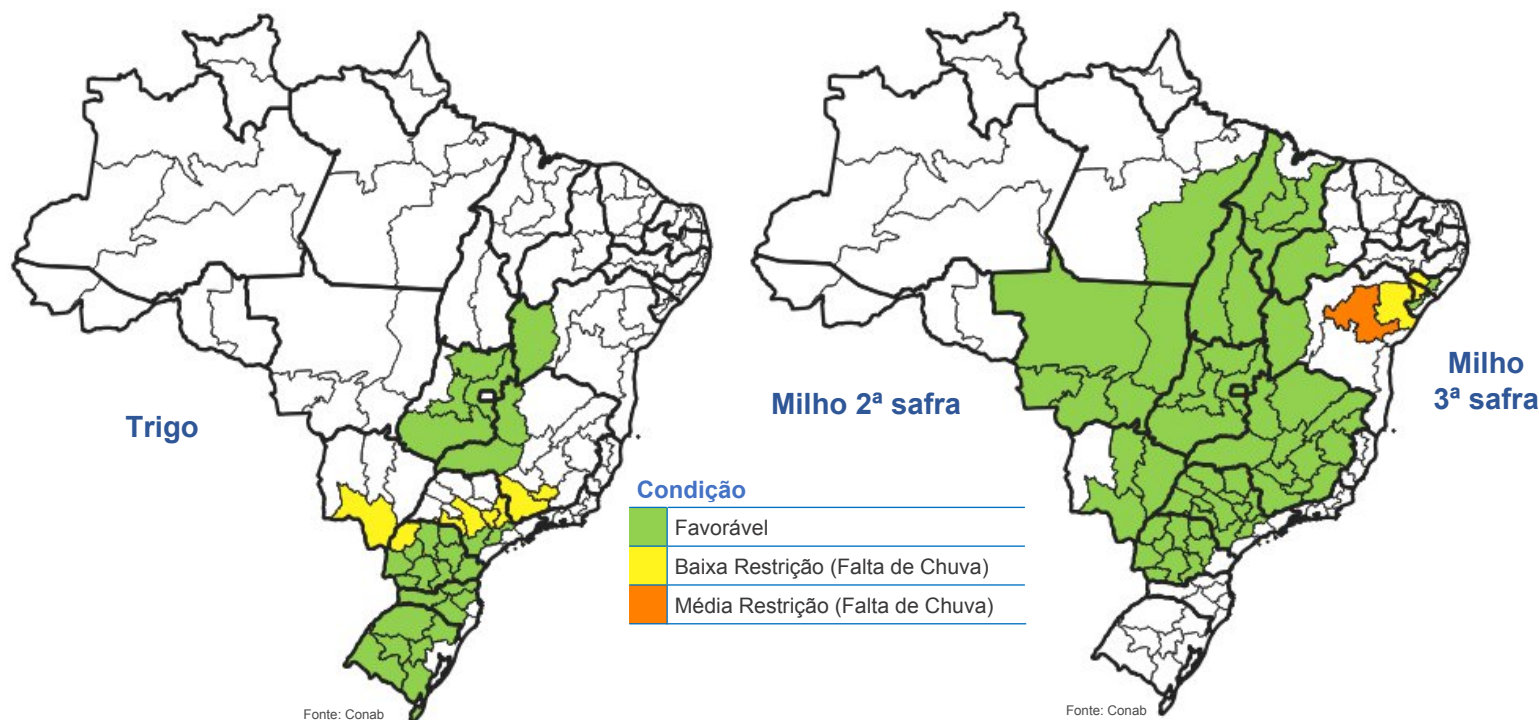 Trigo
Milho 2ª safra
Milho
3ª safra
Condição
Favorável
Baixa Restrição (Falta de Chuva)
Média Restrição (Falta de Chuva)
Fonte: Conab
Fonte: Conab